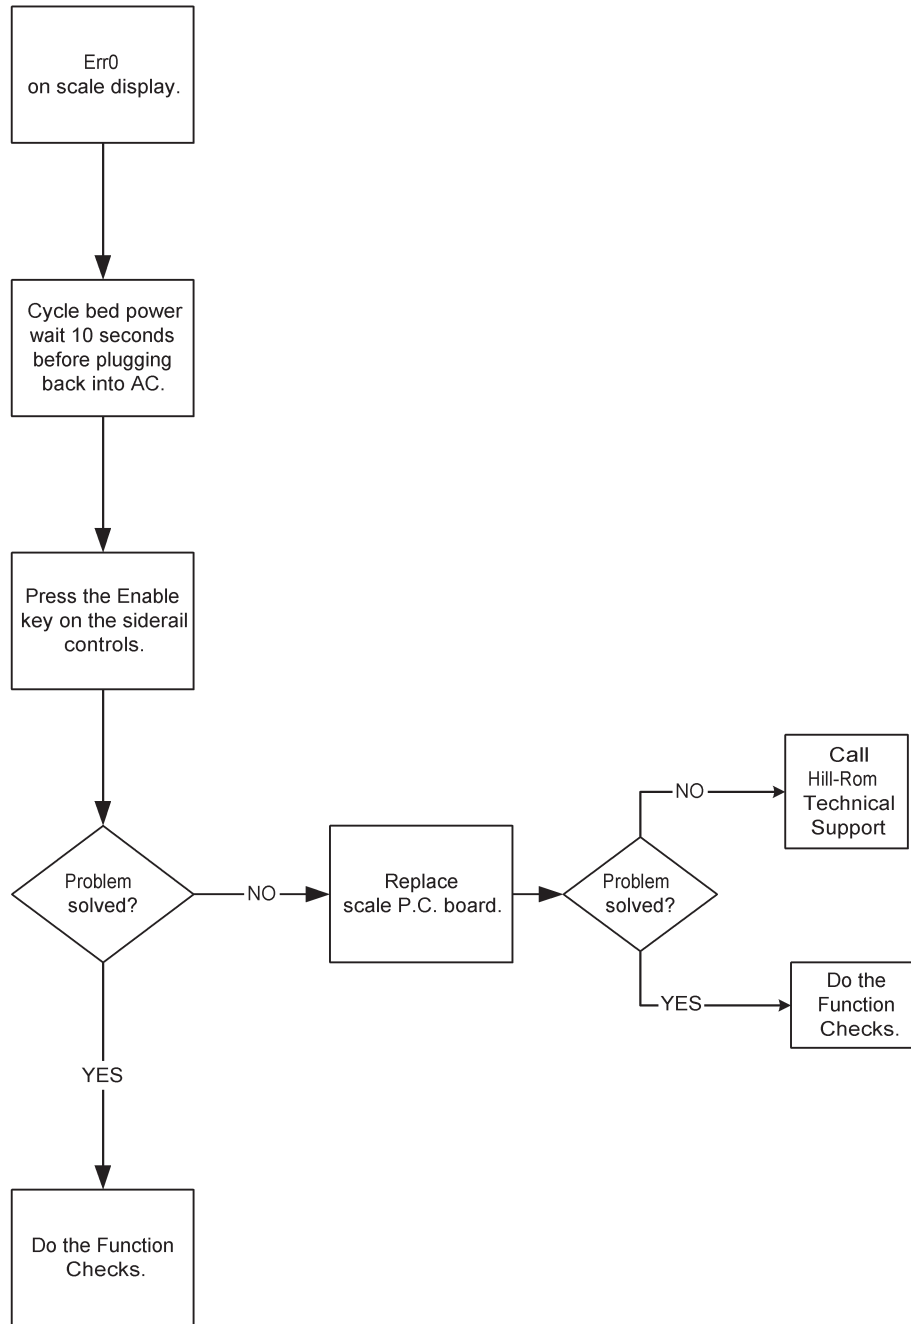 Err0
on scale display.
Cycle bed power
wait 10 seconds
before plugging
back into AC.
Press the Enable
key on the siderail
controls.
Problem
solved?
NO
Replace
scale P.C. board.
Problem
solved?
NO
Call
Hill-Rom
Technical
Support
YES
Do the
Function
Checks.
YES
Do the Function
Checks.